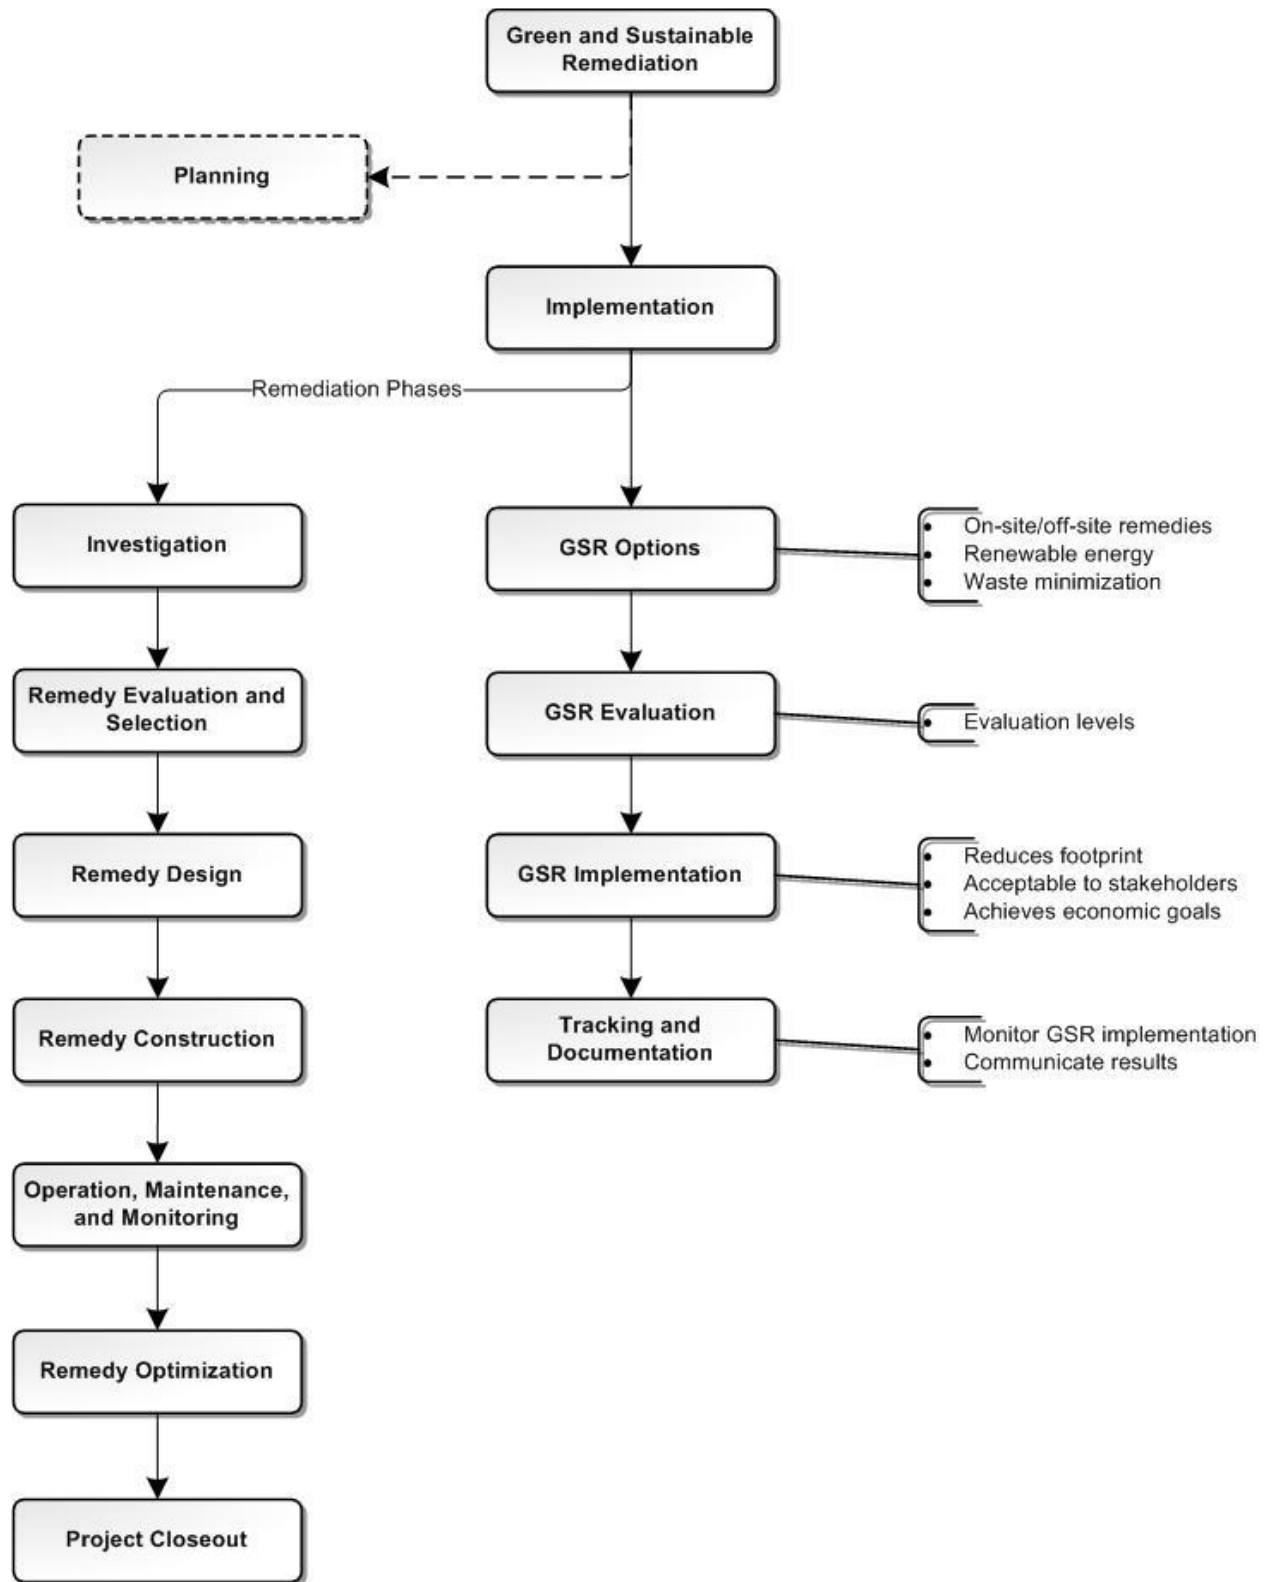 Green and Sustainable
Remediation
Planning
Implementation
Remediation Phases
Investigation
Remedy Evaluation and
Selection
Remedy Design
Remedy Construction
Operation, Maintenance,
and Monitoring
Remedy Optimization
Project Closeout
GSR Options
• On-site/off-site remedies
• Renewable energy
• Waste minimization
GSR Evaluation
• Evaluation levels
GSR Implementation
• Reduces footprint
• Acceptable to stakeholders
• Achieves economic goals
Tracking and
Documentation
• Monitor GSR implementation
• Communicate results